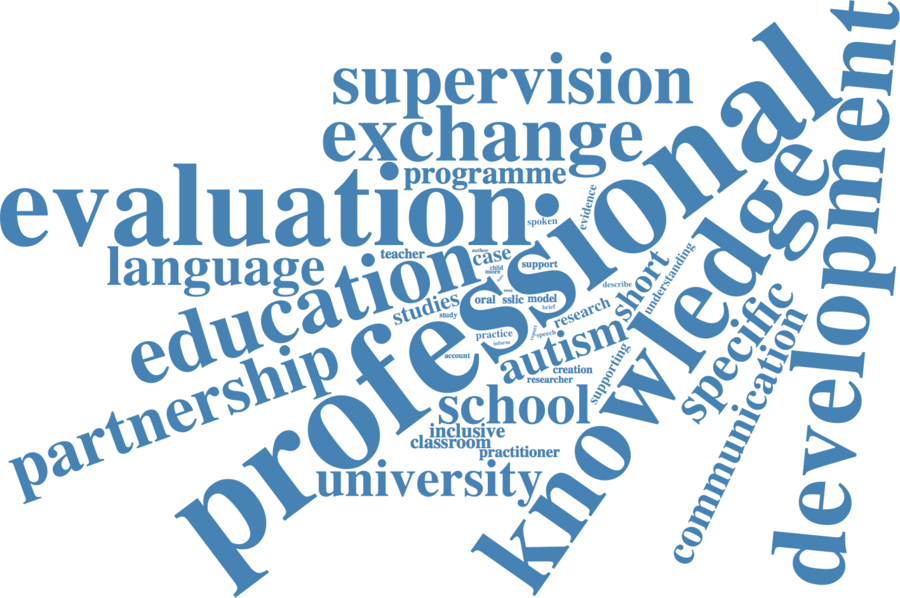 supervision
exchange
programme
evaluation
language
education
partnership
professional
knowledge
development
specific
communication
spoken
evidence
teacher
author
case
child
more
support
studies
study
oral
sslic
model
brief
describe
short
understanding
research
speech
practice
inform
account
autism
creation
researcher
supporting
school
inclusive
classroom
practitioner
university